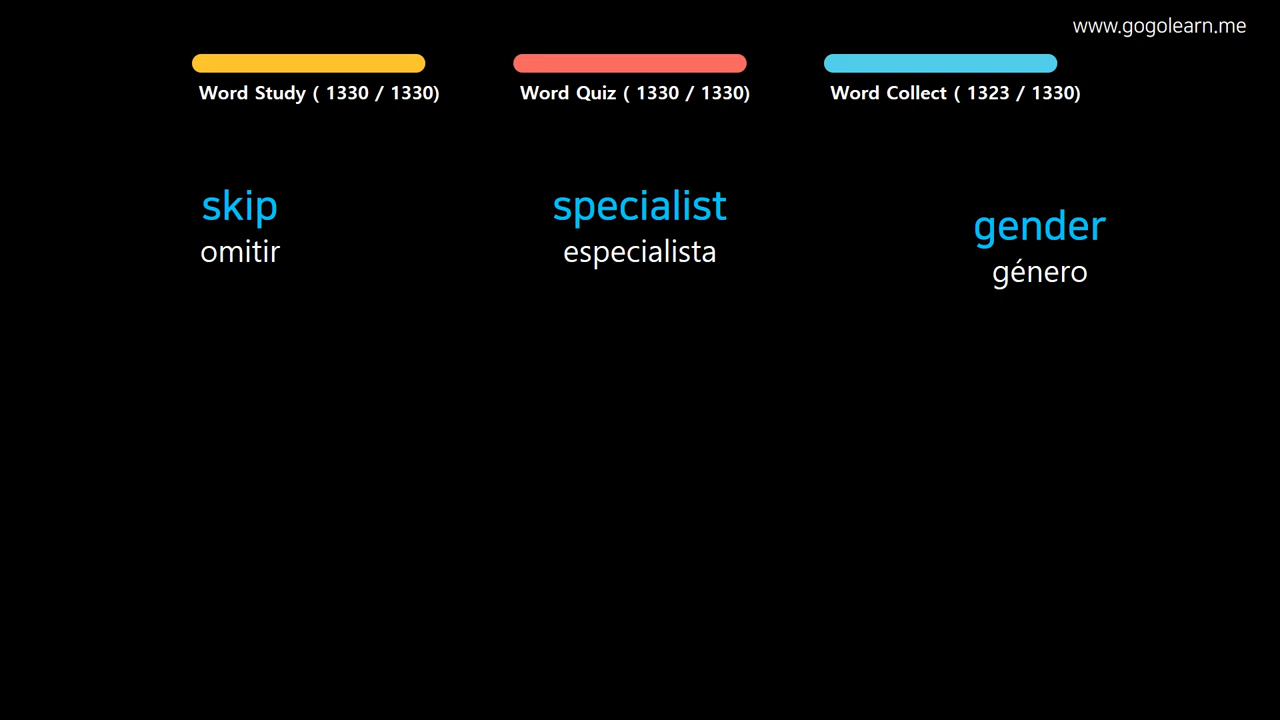 www.gogolearn.me
Word Study ( 1330 / 1330)
Word Quiz ( 1330 / 1330)
Word Collect ( 1323 / 1330)
skip
omitir
specialist
especialista
gender
género